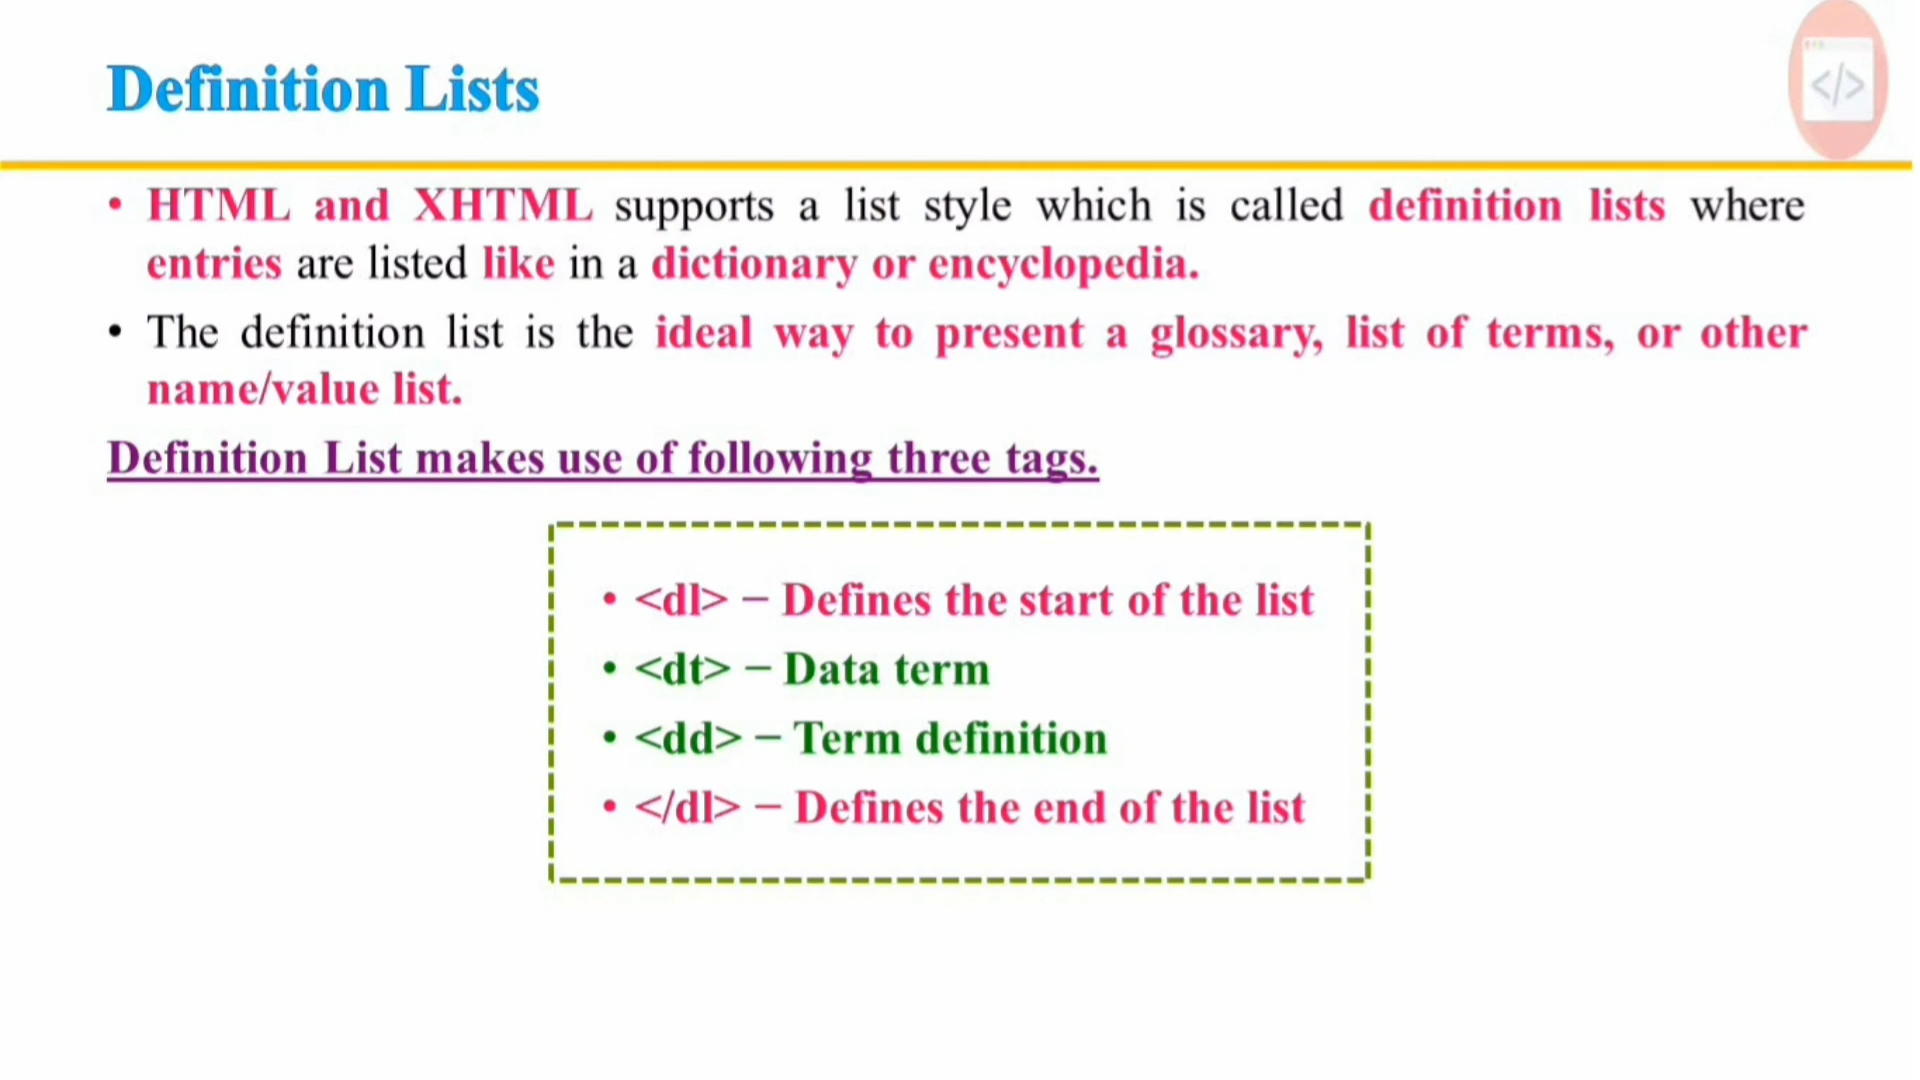 Definition Lists
</>
• HTML and XHTML supports a list style which is called definition lists where
entries are listed like in a dictionary or encyclopedia.
• The definition list is the ideal way to present a glossary, list of terms, or other
name/value list.
Definition List makes use of following three tags.
• <dl> – Defines the start of the list
• <dt> – Data term
• <dd> – Term definition
• </dl> – Defines the end of the list